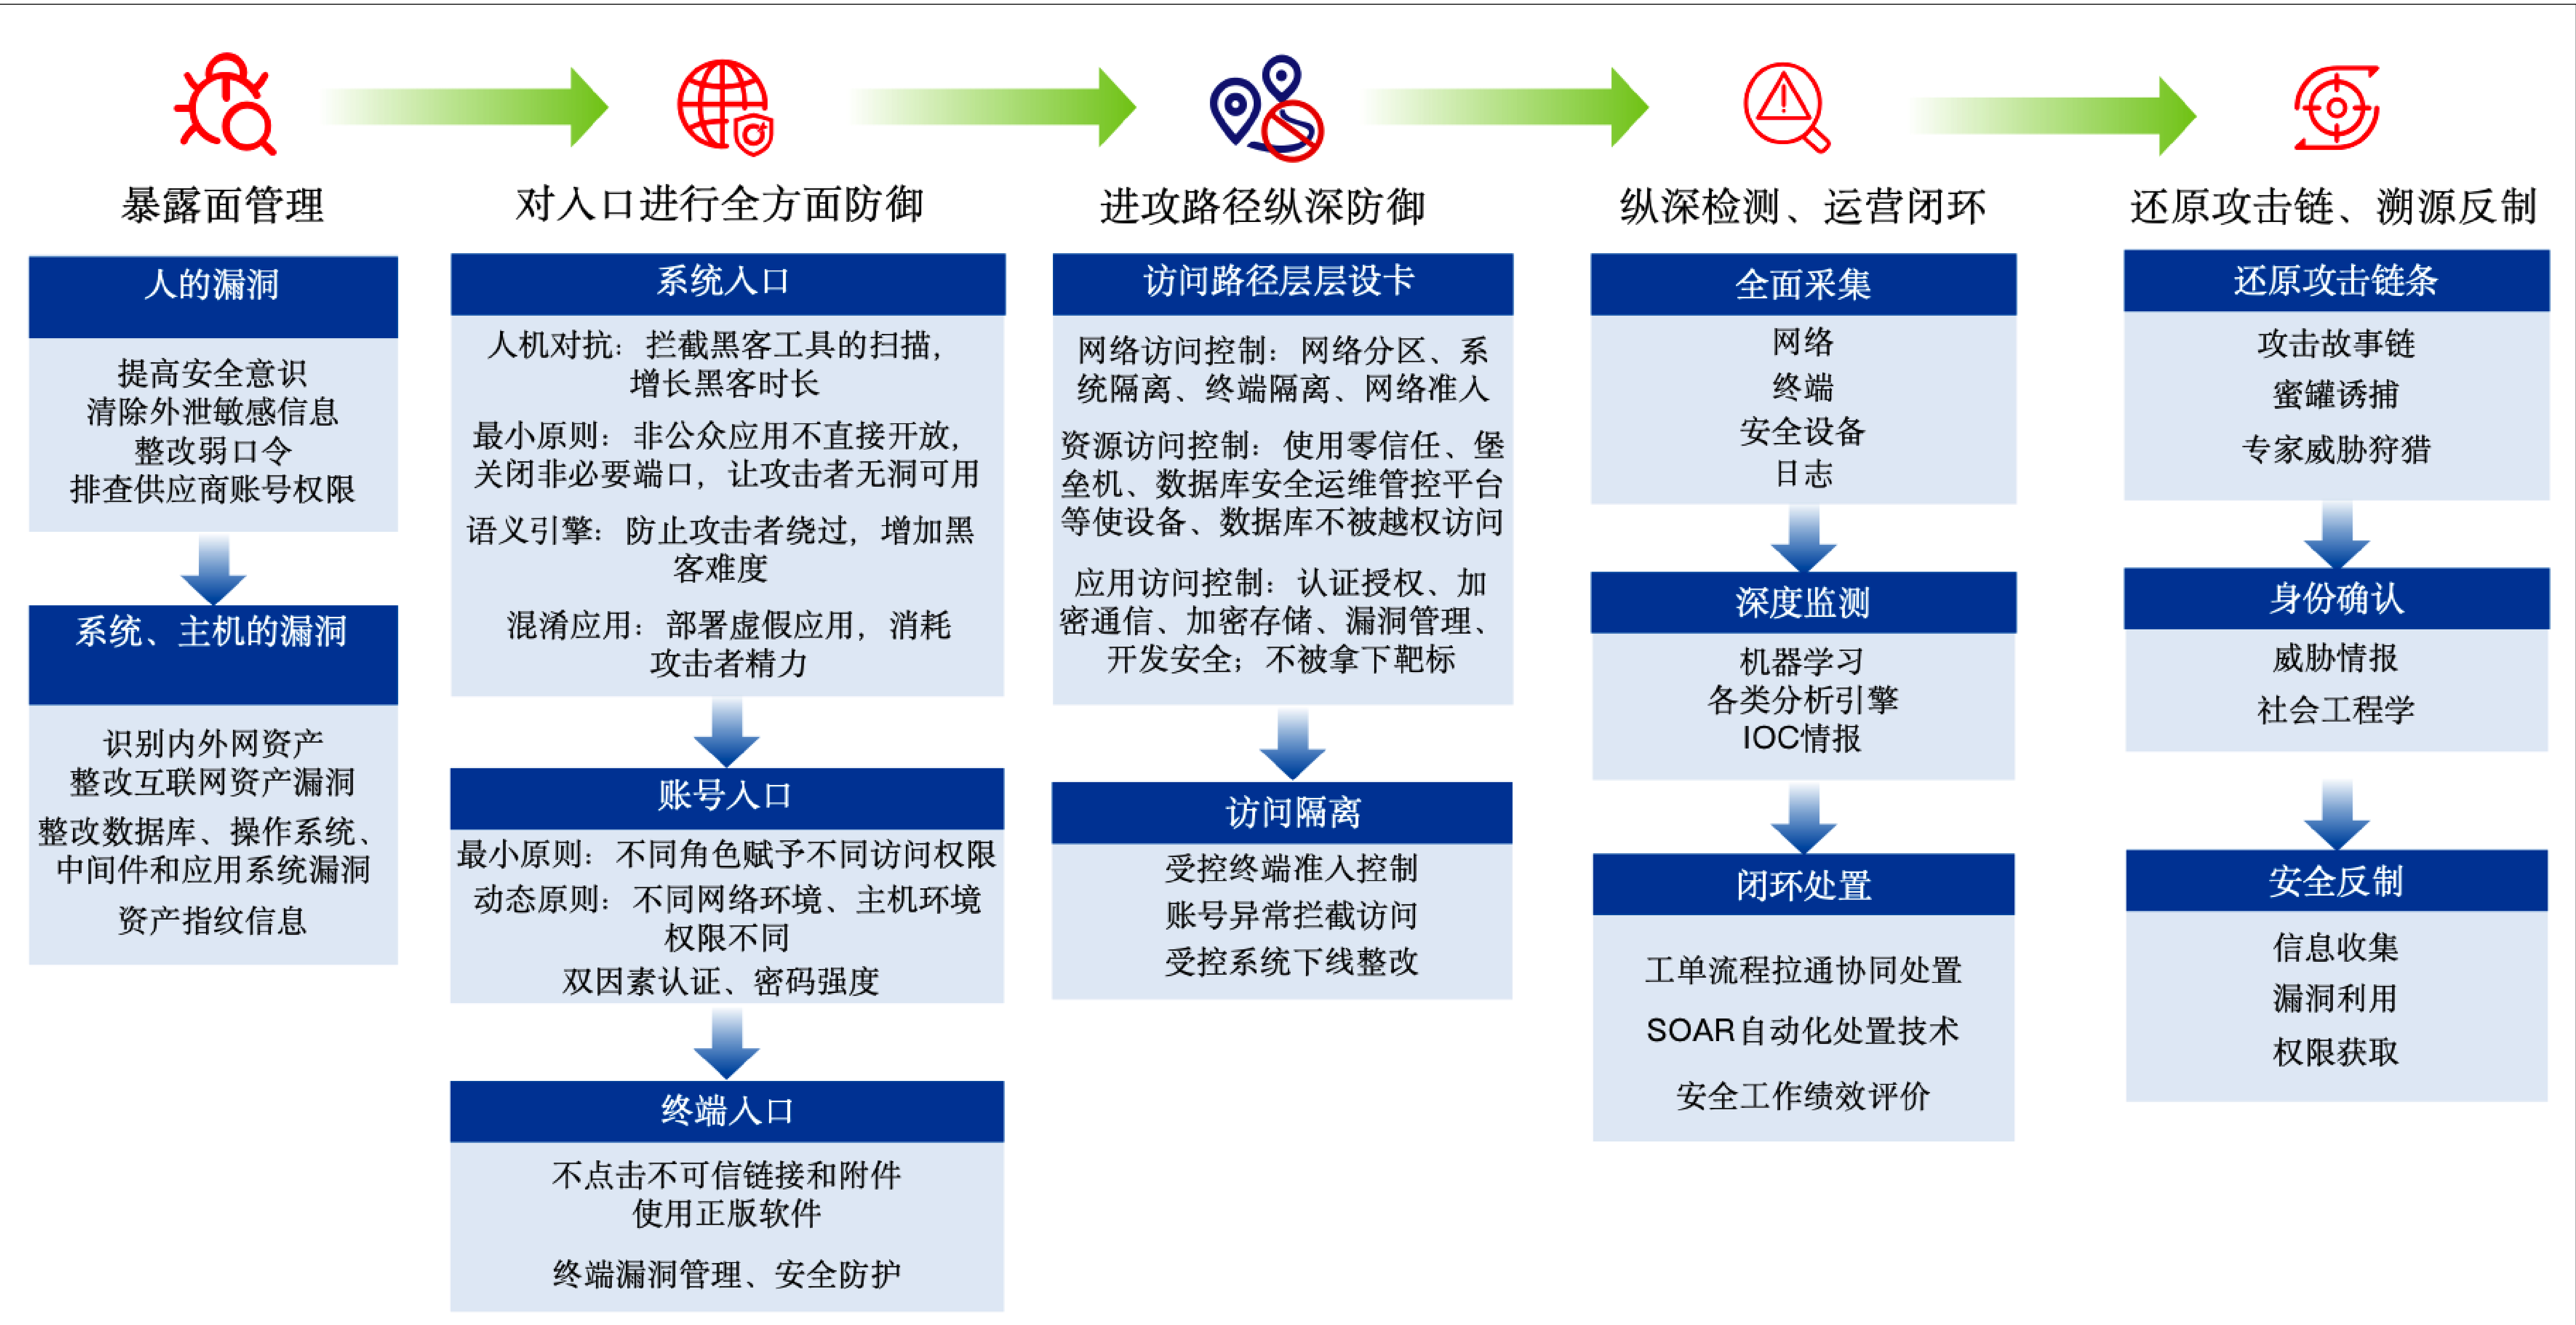 暴露面管理
人的漏洞
提高安全意识
清除外泄敏感信息
整改弱口令
排查供应商账号权限
系统、主机的漏洞
识别内外网资产
整改互联网资产漏洞
整改数据库、操作系统、
中间件和应用系统漏洞
资产指纹信息
对入口进行全方面防御
系统入口
人机对抗：拦截黑客工具的扫描，
增长黑客时长
最小原则：非公众应用不直接开放，
关闭非必要端口，让攻击者无洞可用
语义引擎：防止攻击者绕过，增加黑
客难度
混淆应用：部署虚假应用，消耗
攻击者精力
账号入口
最小原则：不同角色赋予不同访问权限
动态原则：不同网络环境、主机环境
权限不同
双因素认证、密码强度
终端入口
不点击不可信链接和附件
使用正版软件
终端漏洞管理、安全防护
进攻路径纵深防御
访问路径层层设卡
网络访问控制：网络分区、系
统隔离、终端隔离、网络准入
资源访问控制：使用零信任、堡
垒机、数据库安全运维管控平台
等使设备、数据库不被越权访问
应用访问控制：认证授权、加
密通信、加密存储、漏洞管理、
开发安全；不被拿下靶标
访问隔离
受控终端准入控制
账号异常拦截访问
受控系统下线整改
纵深检测、运营闭环
全面采集
网络
终端
安全设备
日志
深度监测
机器学习
各类分析引擎
IOC情报
闭环处置
工单流程拉通协同处置
SOAR自动化处置技术
安全工作绩效评价
还原攻击链、溯源反制
还原攻击链条
攻击故事链
蜜罐诱捕
专家威胁狩猎
身份确认
威胁情报
社会工程学
安全反制
信息收集
漏洞利用
权限获取